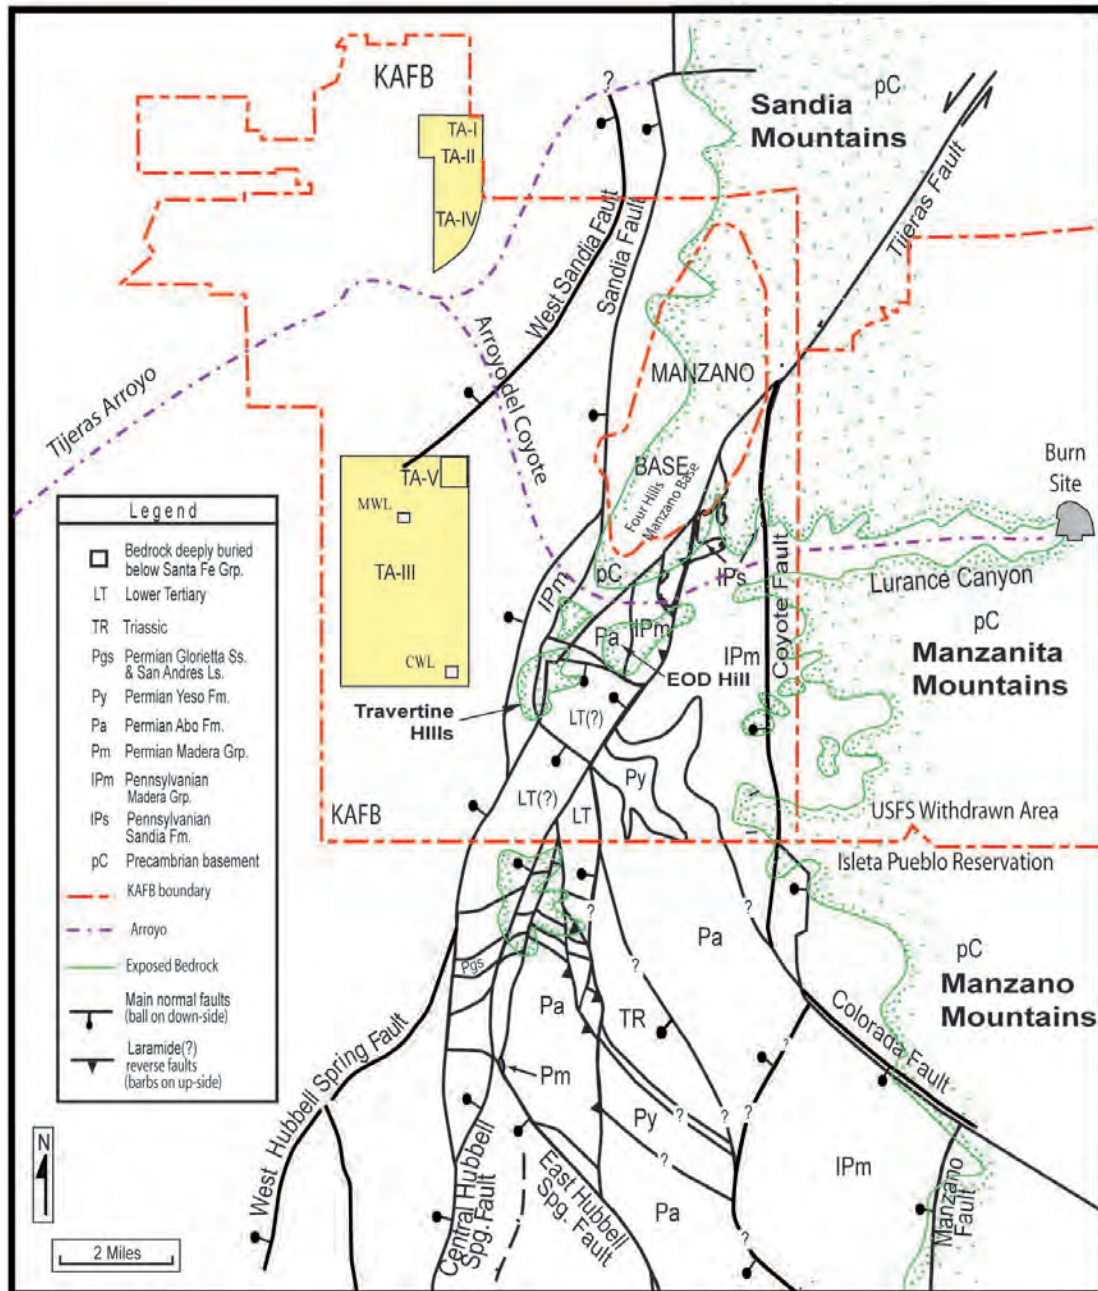 KAFB
TA-I
TA-II
TA-IV
?
Sandia
Mountains
pC
Tijeras Fault
West Sandia Fault
Sandia Fault
Tijeras Arroyo
Arroyo del Coyote
MANZANO
BASE
Four Hills
Manzano Base
Burn
Site
TA-V
MWL
TA-III
CWL
IPs
IPm
pC
Pa
IPm
IPm
Coyote Fault
Lurance Canyon
pC
Manzanita
Mountains
EOD Hill
Travertine
HIlls
LT(?)
LT(?)
LT
Py
KAFB
USFS Withdrawn Area
Isleta Pueblo Reservation
Legend
Bedrock deeply buried
below Santa Fe Grp.
LT Lower Tertiary
TR Triassic
Pgs Permian Glorietta Ss.
& San Andres Ls.
Py Permian Yeso Fm.
Pa Permian Abo Fm.
Pm Permian Madera Grp.
IPm Pennsylvanian
Madera Grp.
IPs Pennsylvanian
Sandia Fm.
pC Precambrian basement
KAFB boundary
Arroyo
Exposed Bedrock
Main normal faults
(ball on down-side)
Laramide(?)
reverse faults
(barbs on up-side)
?
?
?
Pa
pC
Manzano
Mountains
Pgs
Pa
TR
Colorada Fault
?
?
Pm
West Hubbell Spring Fault
Py
?
?
?
?
IPm
Central Hubbell
Spg. Fault
East Hubbell
Spg. Fault
Pa
?
?
Manzano
Fault
N
2 Miles